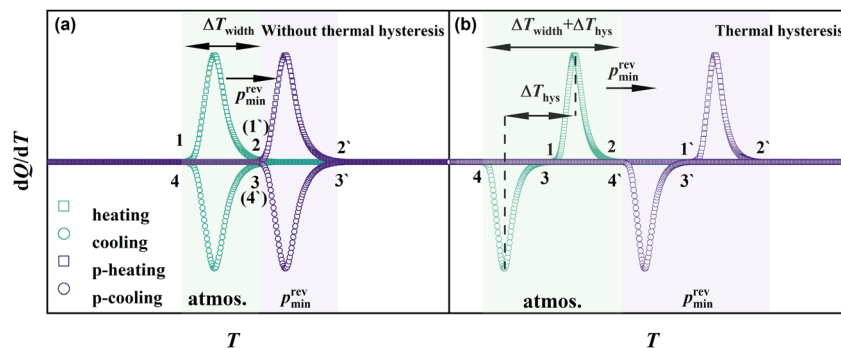 (a)
ΔT_width
Without thermal hysteresis
p_min^rev
1
(1`)
2
2`
4
3
(4`)
3`
heating
cooling
p-heating
p-cooling
atmos.
p_min^rev
T
dQ/dT
(b)
ΔT_width+ΔT_hys
Thermal hysteresis
p_min^rev
ΔT_hys
1
2
1`
2`
4
3
4`
3`
atmos.
p_min^rev
T